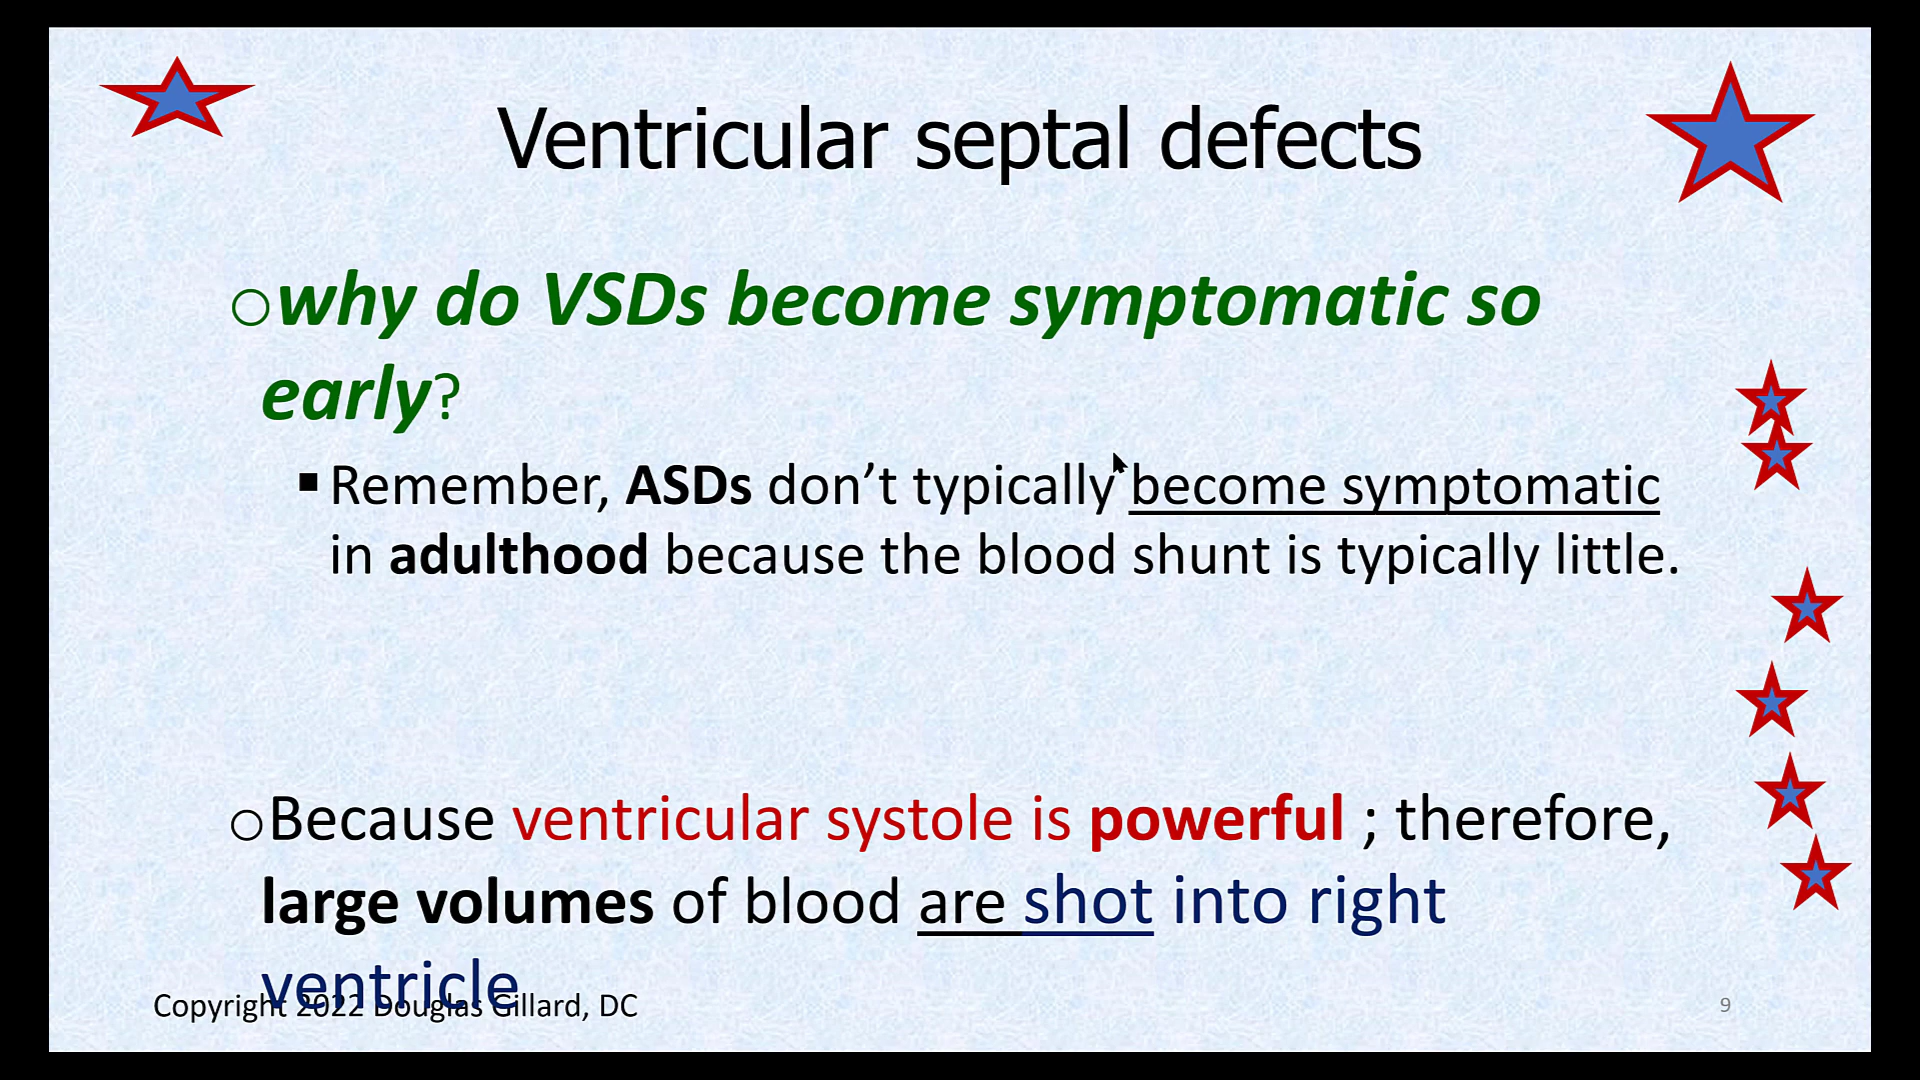 Ventricular septal defects
why do VSDs become symptomatic so
early?
Remember, ASDs don’t typically become symptomatic
in adulthood because the blood shunt is typically little.
Because ventricular systole is powerful ; therefore,
large volumes of blood are shot into right
ventricle
Copyright 2022 Douglas Gillard, DC
9